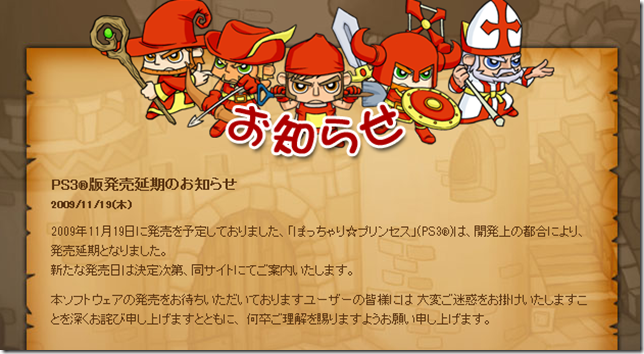 お知らせ
PS3®版発売延期のお知らせ
2009/11/19(木)
2009年11月19日に発売を予定しておりました、「ぽっちゃり☆プリンセス」(PS3®)は、開発上の都合により、
発売延期となりました。
新たな発売日は決定次第、同サイトにてご案内いたします。
本ソフトウェアの発売をお待ちいただいておりますユーザーの皆様には 大変ご迷惑をお掛けいたしますこ
とを深くお詫び申し上げますとともに、何卒ご理解を賜りますようお願い申し上げます。